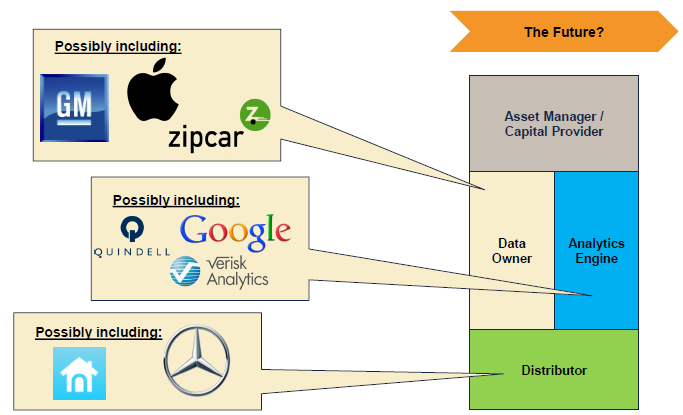 The Future?
Possibly including:
GM
zipcar
Z
Asset Manager /
Capital Provider
Possibly including:
QUINDELL
Google
Verisk
Analytics
Data
Owner
Analytics
Engine
Possibly including:
Distributor